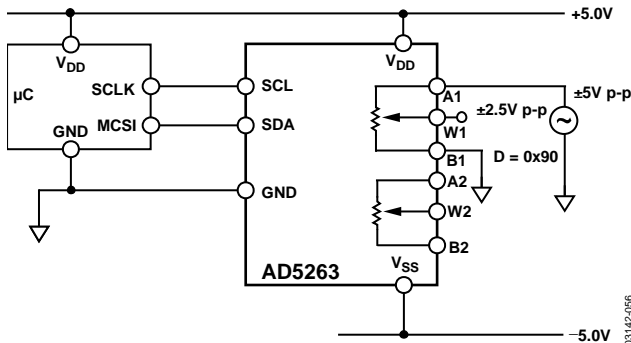 +5.0V
VDD
VDD
µC
SCLK
SCL
A1
±5V p-p
±2.5V p-p
~
W1
MCSI
SDA
GND
B1
D = 0x90
A2
GND
W2
B2
AD5263
VSS
–5.0V
03142-056